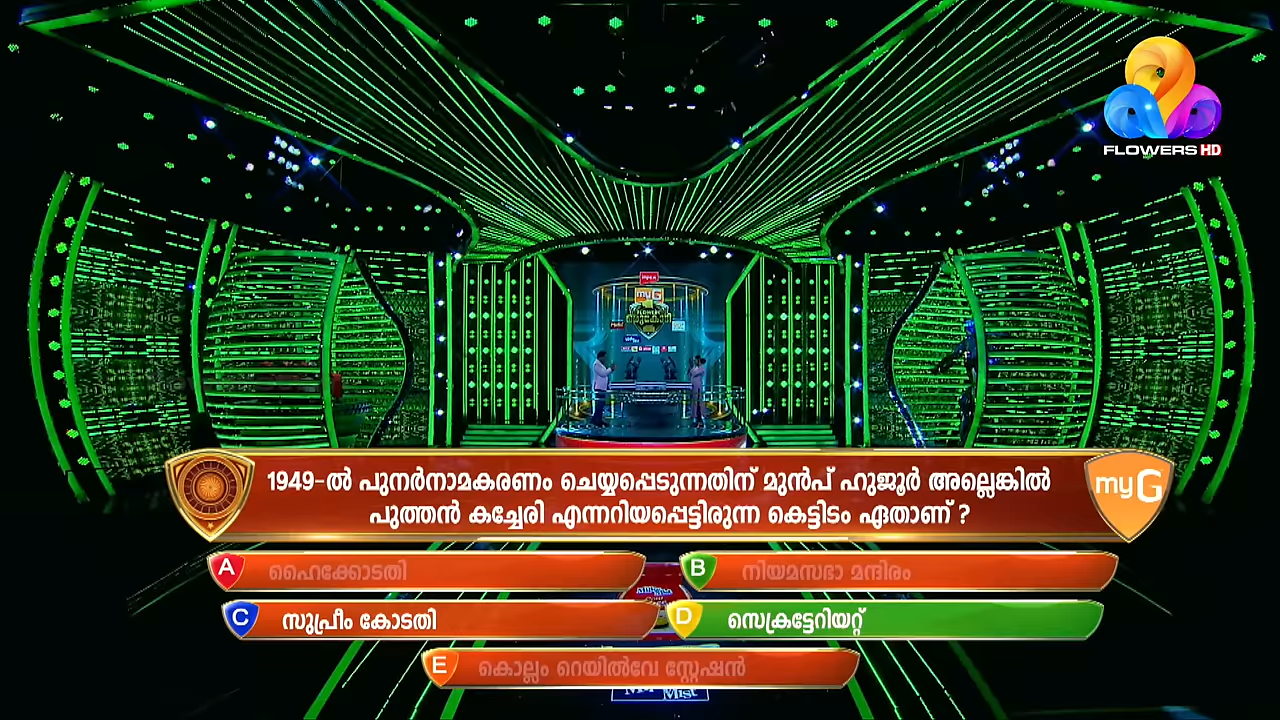 FLOWERS HD
myG
1949-ൽ പുനർനാമകരണം ചെയ്യപ്പെടുന്നതിന് മുൻപ് ഹുജൂർ അല്ലെങ്കിൽ
പുത്തൻ കച്ചേരി എന്നറിയപ്പെട്ടിരുന്ന കെട്ടിടം ഏതാണ് ?
myG
A ഹൈക്കോടതി
B നിയമസഭാ മന്ദിരം
C സുപ്രീം കോടതി
D സെക്രട്ടേറിയറ്റ്
E കൊല്ലം റെയിൽവേ സ്റ്റേഷൻ